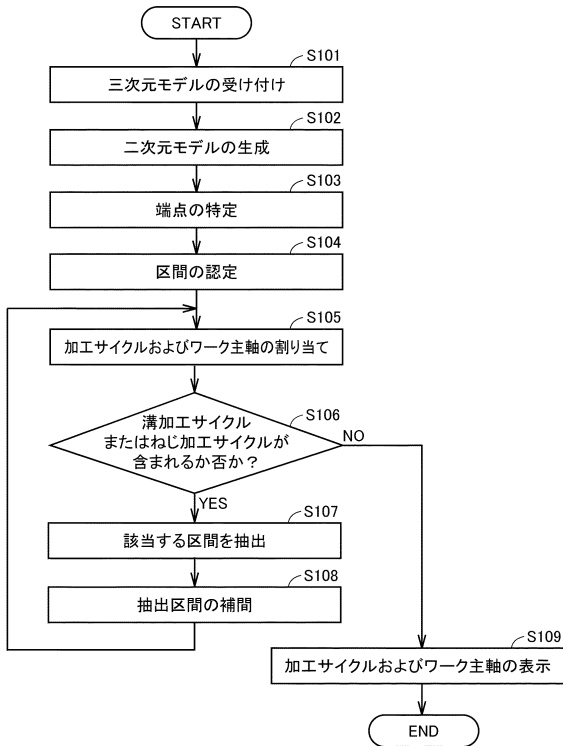 START
S101
三次元モデルの受け付け
S102
二次元モデルの生成
S103
端点の特定
S104
区間の認定
S105
加工サイクルおよびワーク主軸の割り当て
S106
溝加工サイクル
またはねじ加工サイクルが
含まれるか否か？
NO
YES
S107
該当する区間を抽出
S108
抽出区間の補間
S109
加工サイクルおよびワーク主軸の表示
END